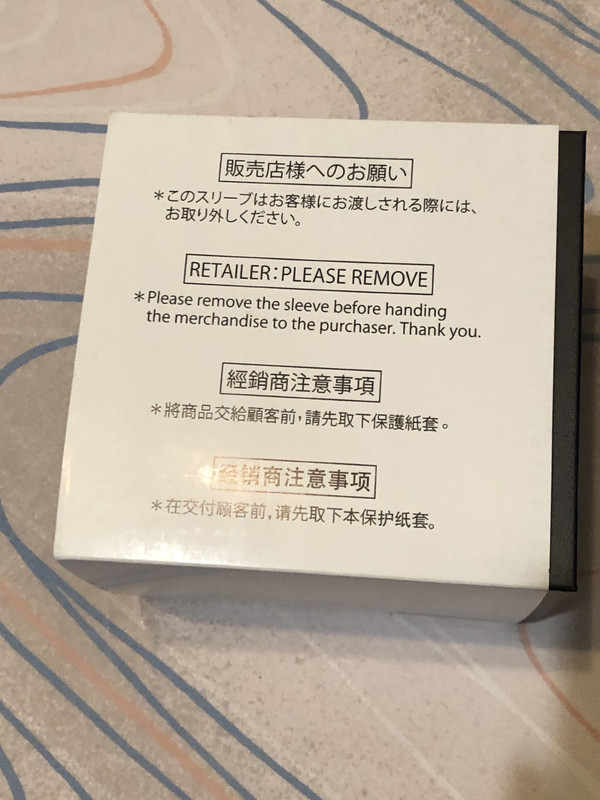 販売店様へのお願い
＊このスリーブはお客様にお渡しされる際には、
お取り外しください。
RETAILER:PLEASE REMOVE
＊Please remove the sleeve before handing
the merchandise to the purchaser. Thank you.
經銷商注意事項
＊將商品交給顧客前，請先取下保護紙套。
经销商注意事项
＊在交付顾客前，请先取下本保护纸套。